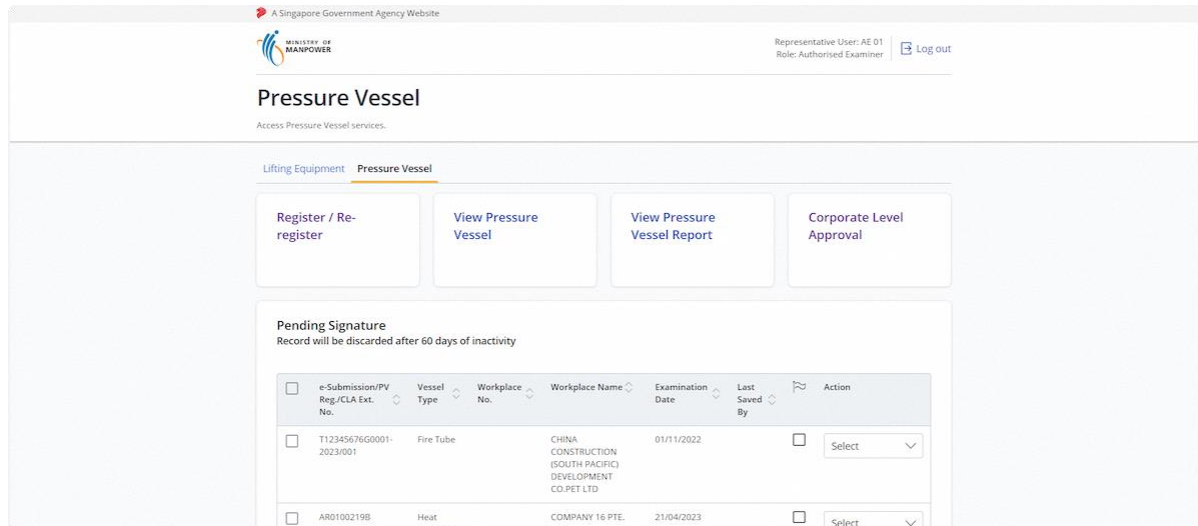 A Singapore Government Agency Website
MINISTRY OF
MANPOWER
Representative User: AE 01
Role: Authorised Examiner
Log out
Pressure Vessel
Access Pressure Vessel services.
Lifting Equipment
Pressure Vessel
Register / Re-
register
View Pressure
Vessel
View Pressure
Vessel Report
Corporate Level
Approval
Pending Signature
Record will be discarded after 60 days of inactivity
e-Submission/PV
Reg./CLA Ext.
No.
Vessel
Type
Workplace
No.
Workplace Name
Examination
Date
Last
Saved
By
Action
T12345676G0001-
2023/001
Fire Tube
CHINA
CONSTRUCTION
(SOUTH PACIFIC)
DEVELOPMENT
CO.PET LTD
01/11/2022
Select
AR0100219B
Heat
COMPANY 16 PTE.
21/04/2023
Select